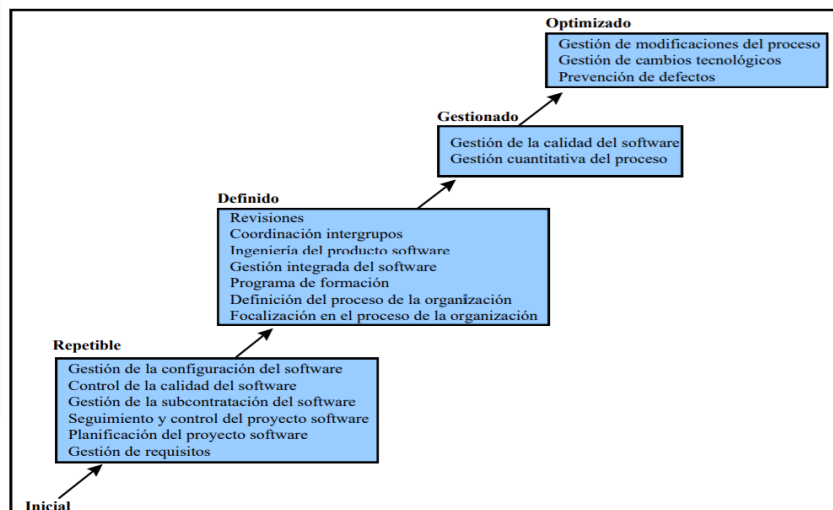 Optimizado
Gestión de modificaciones del proceso
Gestión de cambios tecnológicos
Prevención de defectos
Gestionado
Gestión de la calidad del software
Gestión cuantitativa del proceso
Definido
Revisiones
Coordinación intergrupos
Ingeniería del producto software
Gestión integrada del software
Programa de formación
Definición del proceso de la organización
Focalización en el proceso de la organización
Repetible
Gestión de la configuración del software
Control de la calidad del software
Gestión de la subcontratación del software
Seguimiento y control del proyecto software
Planificación del proyecto software
Gestión de requisitos
Inicial